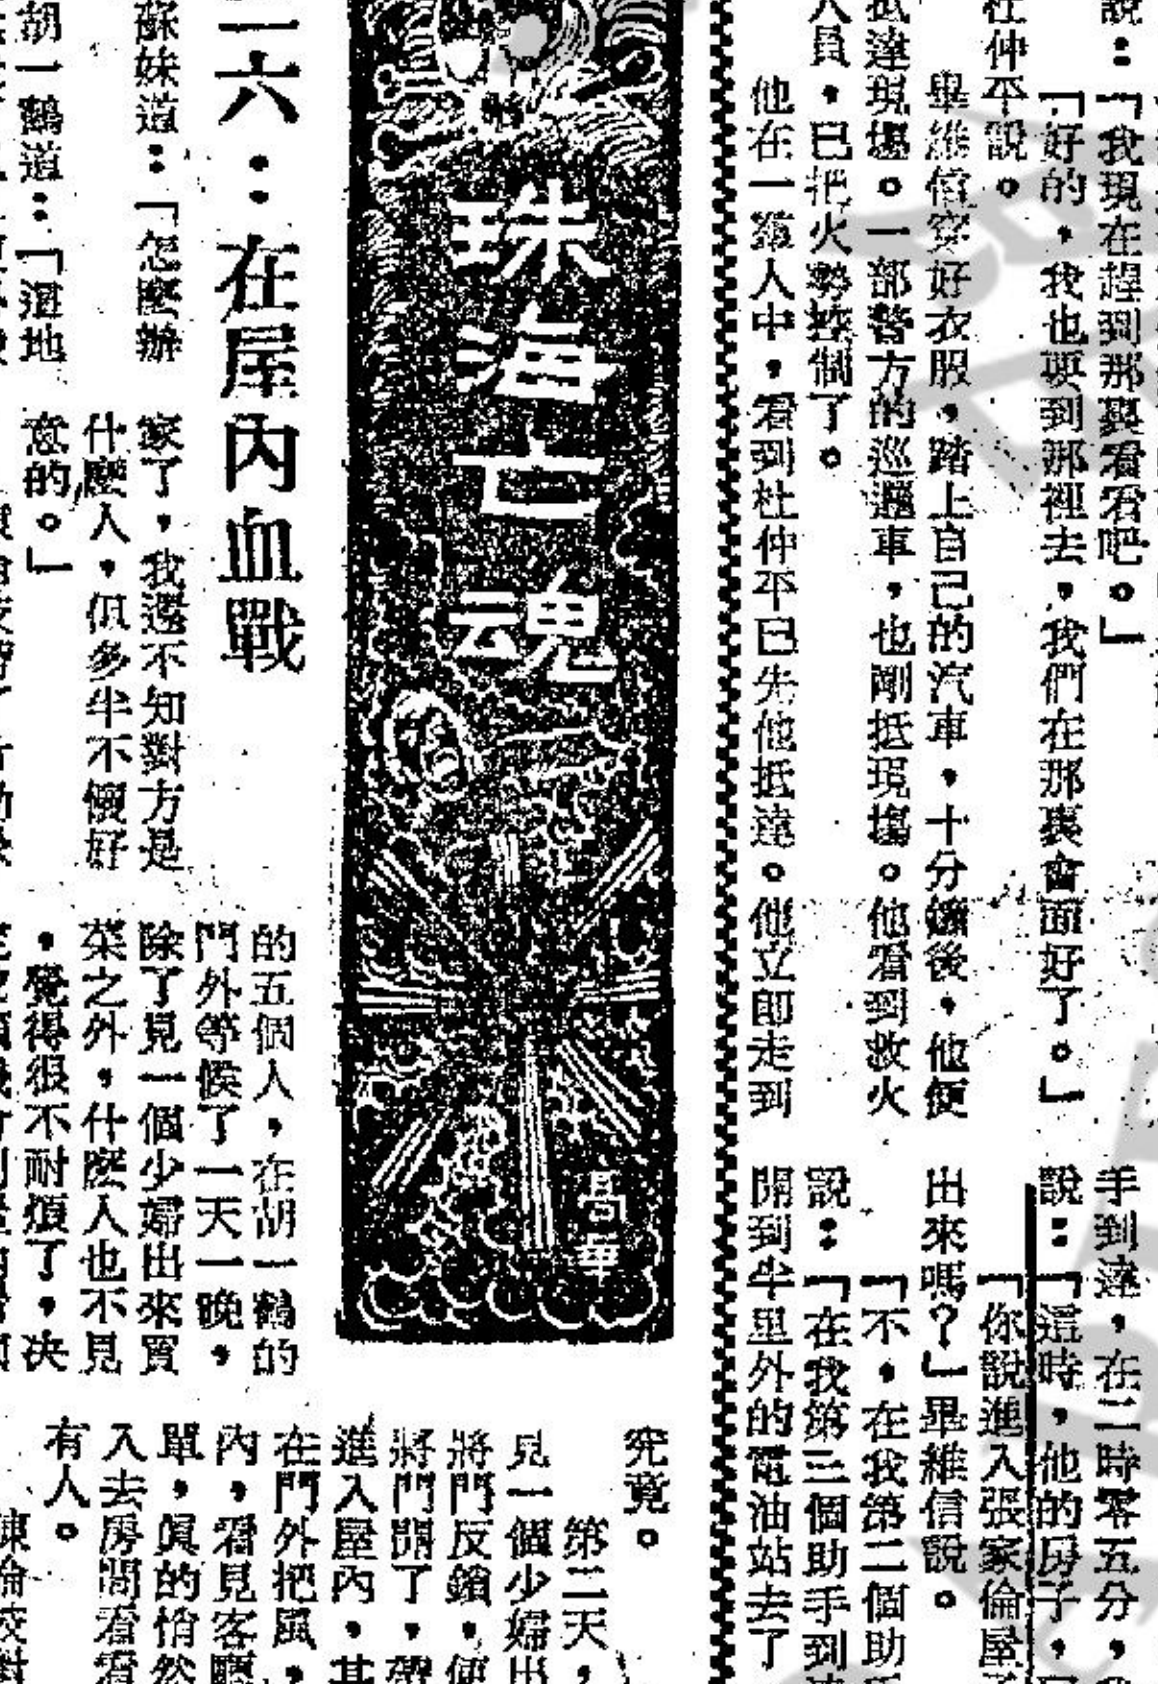 說：「我現在趕到那裏看看吧。」
「好的，我也要到那裡去，我們在那裏會面好了。」
杜仲平說。
畢維信穿好衣服，踏上自己的汽車，十分鐘後，他便
抵達現場。一部警方的巡邏車，也剛抵現場。他看到救火
人員，已把火勢控制了。
他在一羣人中，看到杜仲平已先他抵達。他立即走到
手到達，在二時零五分，
說：「這時，他的房子，
「你說進入張家倫屋子
出來嗎？」畢維信說。
「不，在我第二個助手
說：「在我第三個助手到達
開到半里外的電油站去了
珠海亡魂
高華
六：在屋內血戰
蘇妹道：「怎麼辦
胡一鶴道：「這地
家了，我還不知對方是
什麼人，但多半不懷好
意的。」
的五個人，在胡一鶴的
門外等候了一天一晚，
除了見一個少婦出來買
菜之外，什麼人也不見
，覺得很不耐煩了，决
究竟。
第二天，
見一個少婦出
將門反鎖，便
將門開了，帶
進入屋內，其
在門外把風，
內，看見客廳
單，眞的悄然
入去房間看看
有人。